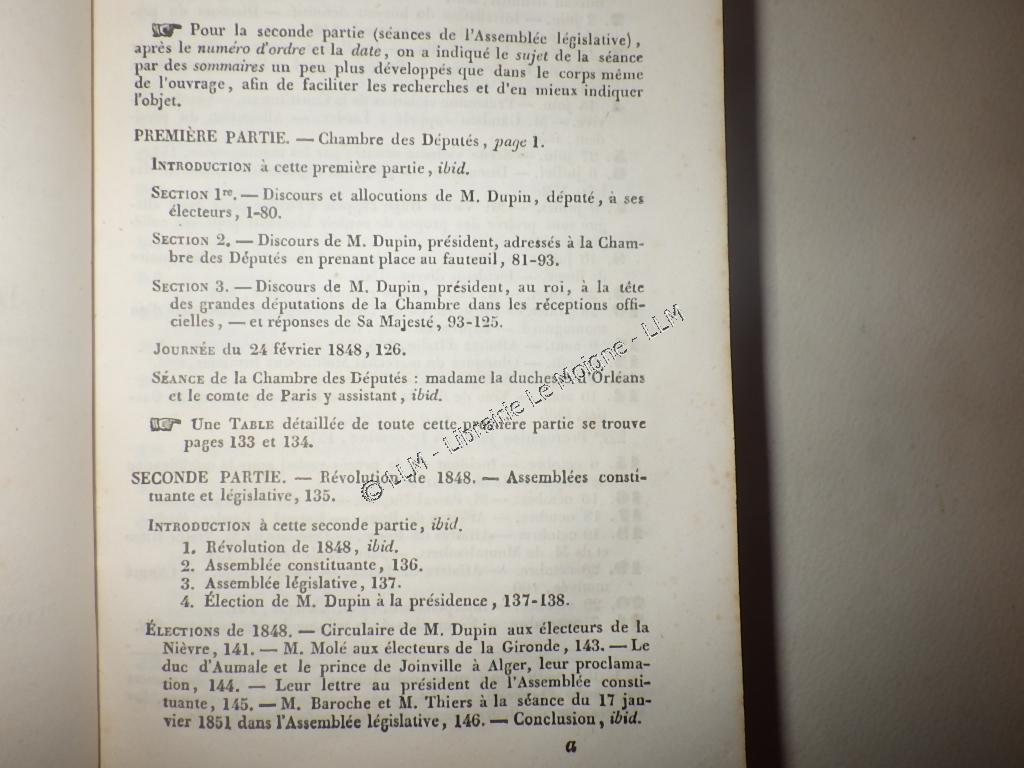 ☞ Pour la seconde partie (séances de l'Assemblée législative),
après le numéro d'ordre et la date, on a indiqué le sujet de la séance
par des sommaires un peu plus développés que dans le corps même
de l'ouvrage, afin de faciliter les recherches et d'en mieux indiquer
l'objet.
PREMIÈRE PARTIE. — Chambre des Députés, page 1.
INTRODUCTION à cette première partie, ibid.
SECTION 1re. — Discours et allocutions de M. Dupin, député, à ses
électeurs, 1-80.
SECTION 2. — Discours de M. Dupin, président, adressés à la Cham-
bre des Députés en prenant place au fauteuil, 81-93.
SECTION 3. — Discours de M. Dupin, président, au roi, à la tête
des grandes députations de la Chambre dans les réceptions offi-
cielles, — et réponses de Sa Majesté, 93-125.
JOURNÉE du 24 février 1848, 126.
SÉANCE de la Chambre des Députés : madame la duchesse d'Orléans
et le comte de Paris y assistant, ibid.
☞ Une TABLE détaillée de toute cette première partie se trouve
pages 133 et 134.
SECONDE PARTIE. — Révolution de 1848. — Assemblées consti-
tuante et législative, 135.
INTRODUCTION à cette seconde partie, ibid.
1. Révolution de 1848, ibid.
2. Assemblée constituante, 136.
3. Assemblée législative, 137.
4. Élection de M. Dupin à la présidence, 137-138.
ÉLECTIONS de 1848. — Circulaire de M. Dupin aux électeurs de la
Nièvre, 141. — M. Molé aux électeurs de la Gironde, 143. — Le
duc d'Aumale et le prince de Joinville à Alger, leur proclama-
tion, 144. — Leur lettre au président de l'Assemblée consti-
tuante, 145. — M. Baroche et M. Thiers à la séance du 17 jan-
vier 1851 dans l'Assemblée législative, 146. — Conclusion, ibid.
a
© LLM - Librairie Le Moigne - LLM